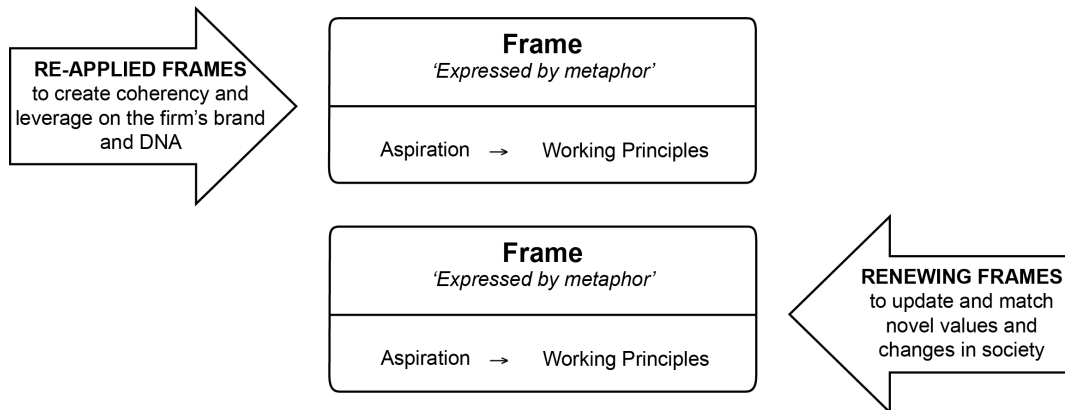 RE-APPLIED FRAMES
to create coherency and
leverage on the firm’s brand
and DNA
Frame
‘Expressed by metaphor’
Aspiration → Working Principles
Frame
‘Expressed by metaphor’
Aspiration → Working Principles
RENEWING FRAMES
to update and match
novel values and
changes in society